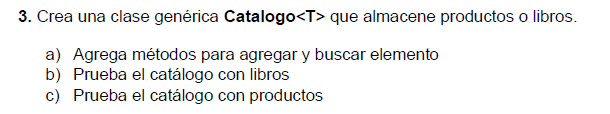 3. Crea una clase genérica Catalogo<T> que almacene productos o libros.
a) Agrega métodos para agregar y buscar elemento
b) Prueba el catálogo con libros
c) Prueba el catálogo con productos